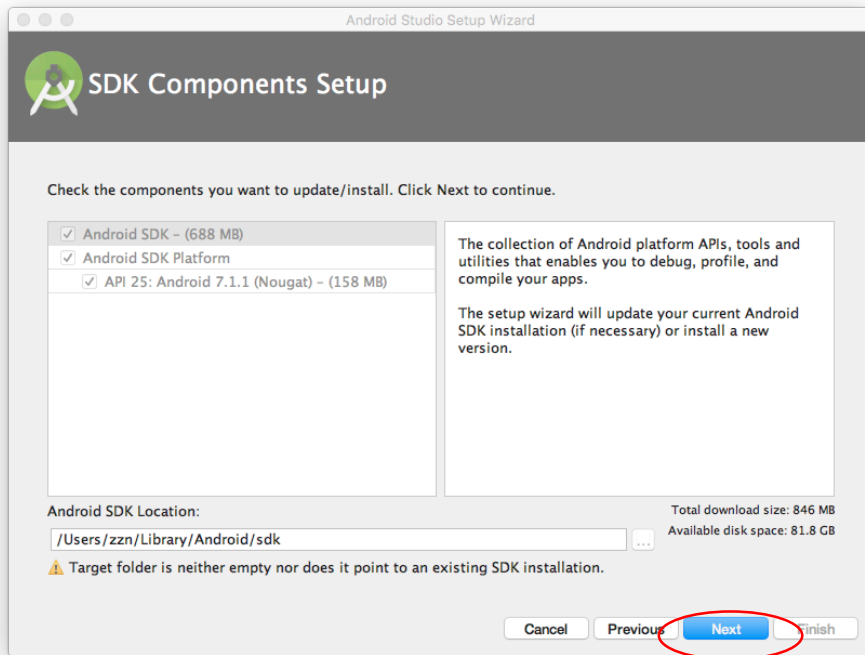 Android Studio Setup Wizard
SDK Components Setup
Check the components you want to update/install. Click Next to continue.
Android SDK – (688 MB)
Android SDK Platform
API 25: Android 7.1.1 (Nougat) – (158 MB)
The collection of Android platform APIs, tools and
utilities that enables you to debug, profile, and
compile your apps.
The setup wizard will update your current Android
SDK installation (if necessary) or install a new
version.
Android SDK Location:
Total download size: 846 MB
Available disk space: 81.8 GB
/Users/zzn/Library/Android/sdk
...
Target folder is neither empty nor does it point to an existing SDK installation.
Cancel
Previous
Next
Finish